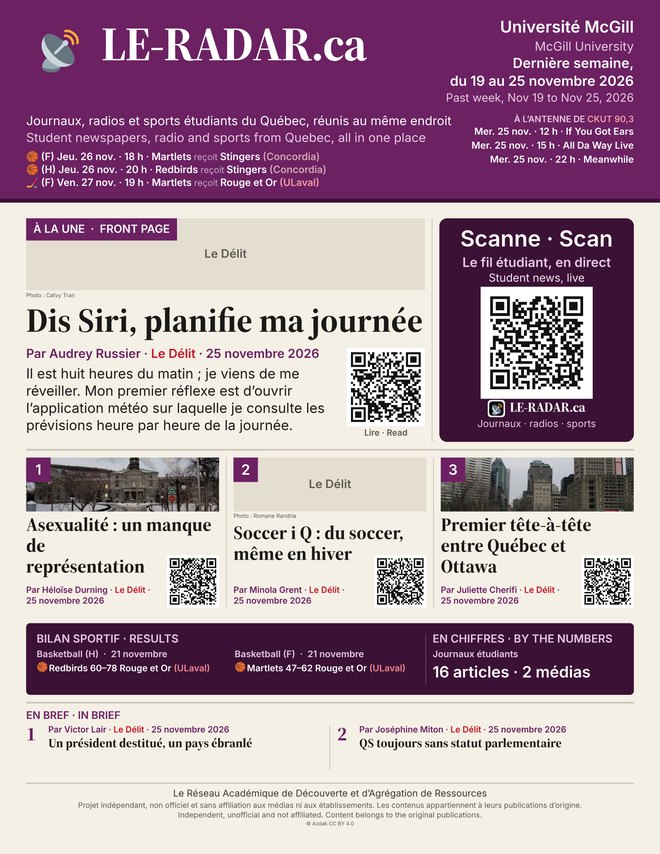 LE-RADAR.ca
Université McGill
McGill University
Dernière semaine,
du 19 au 25 novembre 2026
Past week, Nov 19 to Nov 25, 2026
Journaux, radios et sports étudiants du Québec, réunis au même endroit
Student newspapers, radio and sports from Quebec, all in one place
(F) Jeu. 26 nov. · 18 h · Martlets reçoit Stingers (Concordia)
(H) Jeu. 26 nov. · 20 h · Redbirds reçoit Stingers (Concordia)
(F) Ven. 27 nov. · 19 h · Martlets reçoit Rouge et Or (ULaval)
À L'ANTENNE DE CKUT 90,3
Mer. 25 nov. · 12 h · If You Got Ears
Mer. 25 nov. · 15 h · All Da Way Live
Mer. 25 nov. · 22 h · Meanwhile
À LA UNE · FRONT PAGE
Le Délit
Photo : Catvy Tran
Dis Siri, planifie ma journée
Par Audrey Russier · Le Délit · 25 novembre 2026
Il est huit heures du matin ; je viens de me
réveiller. Mon premier réflexe est d'ouvrir
l'application météo sur laquelle je consulte les
prévisions heure par heure de la journée.
Lire · Read
Scanne · Scan
Le fil étudiant, en direct
Student news, live
LE-RADAR.ca
Journaux · radios · sports
1
Asexualité : un manque
de
représentation
Par Héloïse Durning · Le Délit ·
25 novembre 2026
2
Le Délit
Photo : Romane Randria
Soccer i Q : du soccer,
même en hiver
Par Minola Grent · Le Délit ·
25 novembre 2026
3
Premier tête-à-tête
entre Québec et
Ottawa
Par Juliette Cherifi · Le Délit ·
25 novembre 2026
BILAN SPORTIF · RESULTS
Basketball (H) · 21 novembre
Redbirds 60–78 Rouge et Or (ULaval)
Basketball (F) · 21 novembre
Martlets 47–62 Rouge et Or (ULaval)
EN CHIFFRES · BY THE NUMBERS
Journaux étudiants
16 articles · 2 médias
EN BREF · IN BRIEF
1
Par Victor Lair · Le Délit · 25 novembre 2026
Un président destitué, un pays ébranlé
2
Par Joséphine Miton · Le Délit · 25 novembre 2026
QS toujours sans statut parlementaire
Le Réseau Académique de Découverte et d'Agrégation de Ressources
Projet indépendant, non officiel et sans affiliation aux médias ni aux établissements. Les contenus appartiennent à leurs publications d'origine.
Independent, unofficial and not affiliated. Content belongs to the original publications.
© Azdak CC BY 4.0